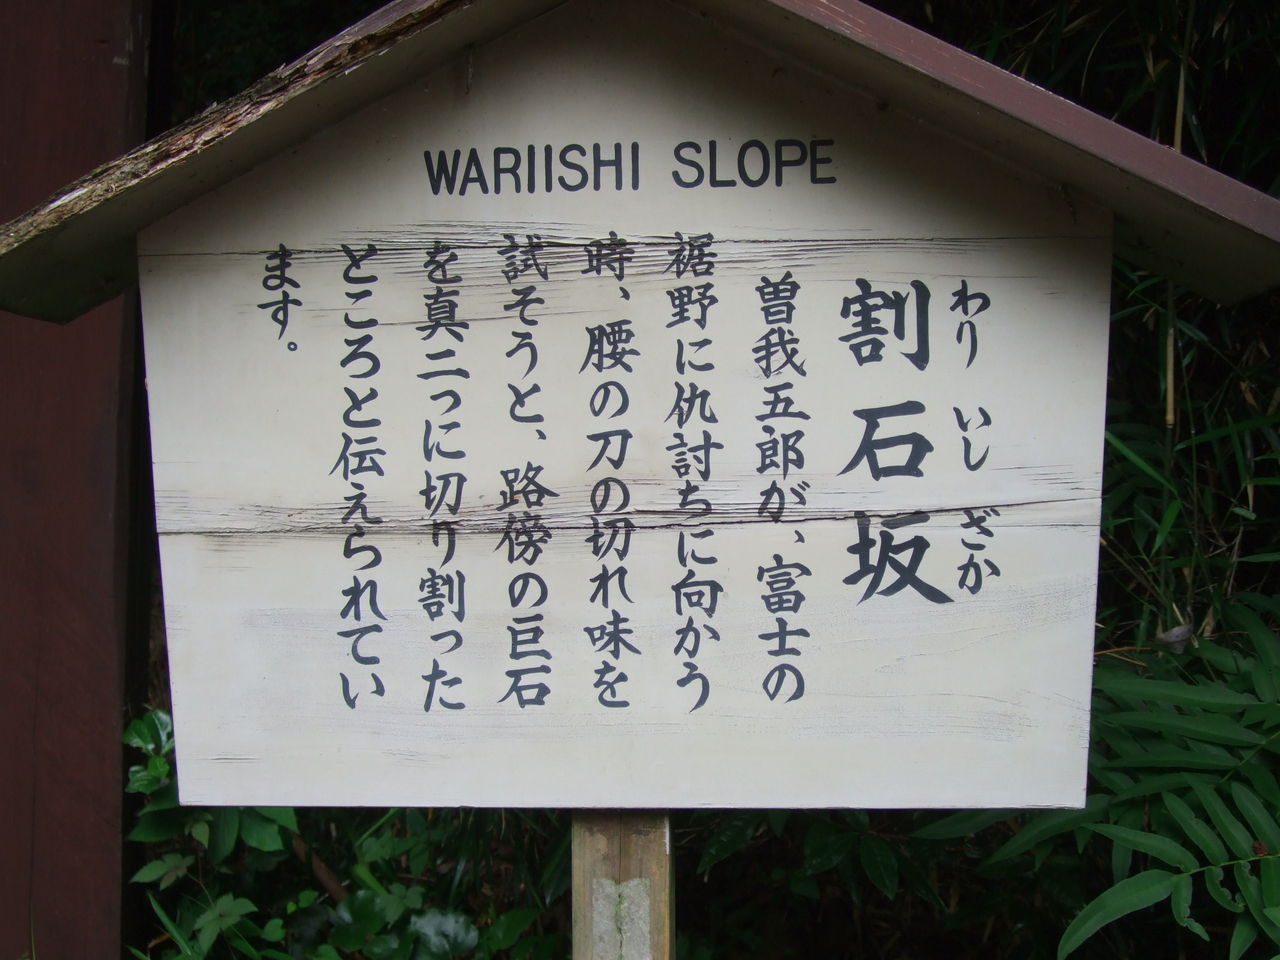 WARIISHI SLOPE
わり いし ざか
割石坂
曽我五郎が、富士の
裾野に仇討ちに向かう
時、腰の刀の切れ味を
試そうと、路傍の巨石
を真二つに切り割った
ところと伝えられてい
ます。